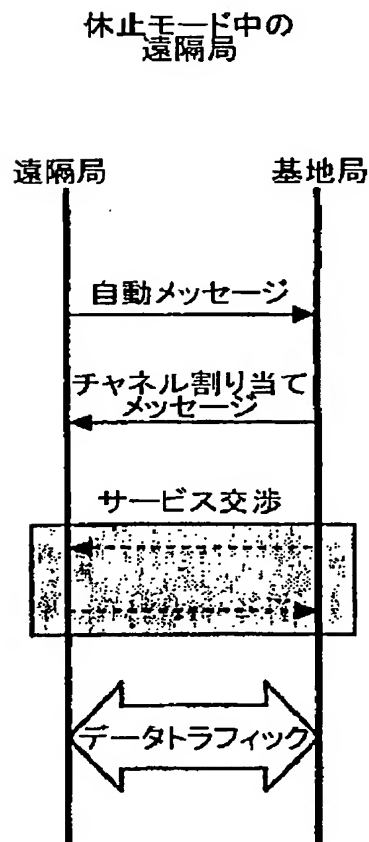 休止モード中の
遠隔局
遠隔局
基地局
自動メッセージ
チャネル割り当て
メッセージ
サービス交渉
データトラフィック